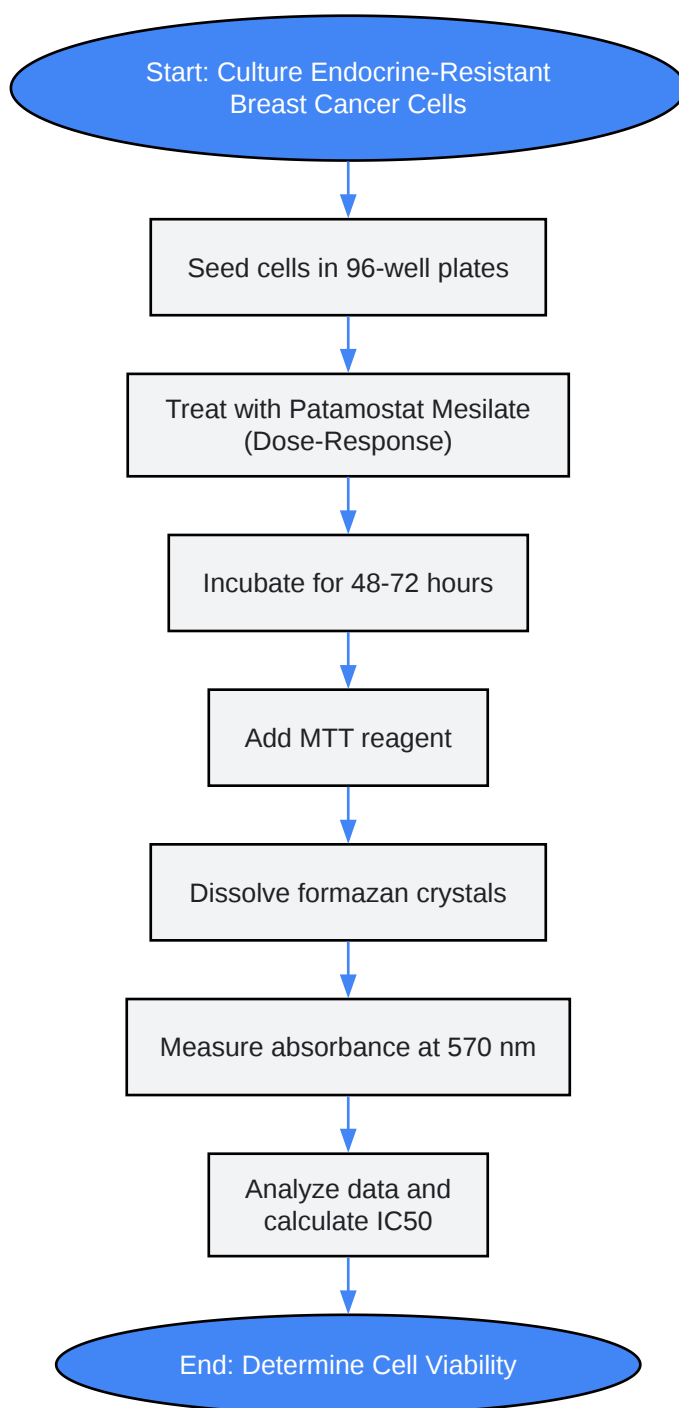 Start: Culture Endocrine-Resistant
Breast Cancer Cells
Seed cells in 96-well plates
Treat with Patamostat Mesilate
(Dose-Response)
Incubate for 48-72 hours
Add MTT reagent
Dissolve formazan crystals
Measure absorbance at 570 nm
Analyze data and
calculate IC50
End: Determine Cell Viability